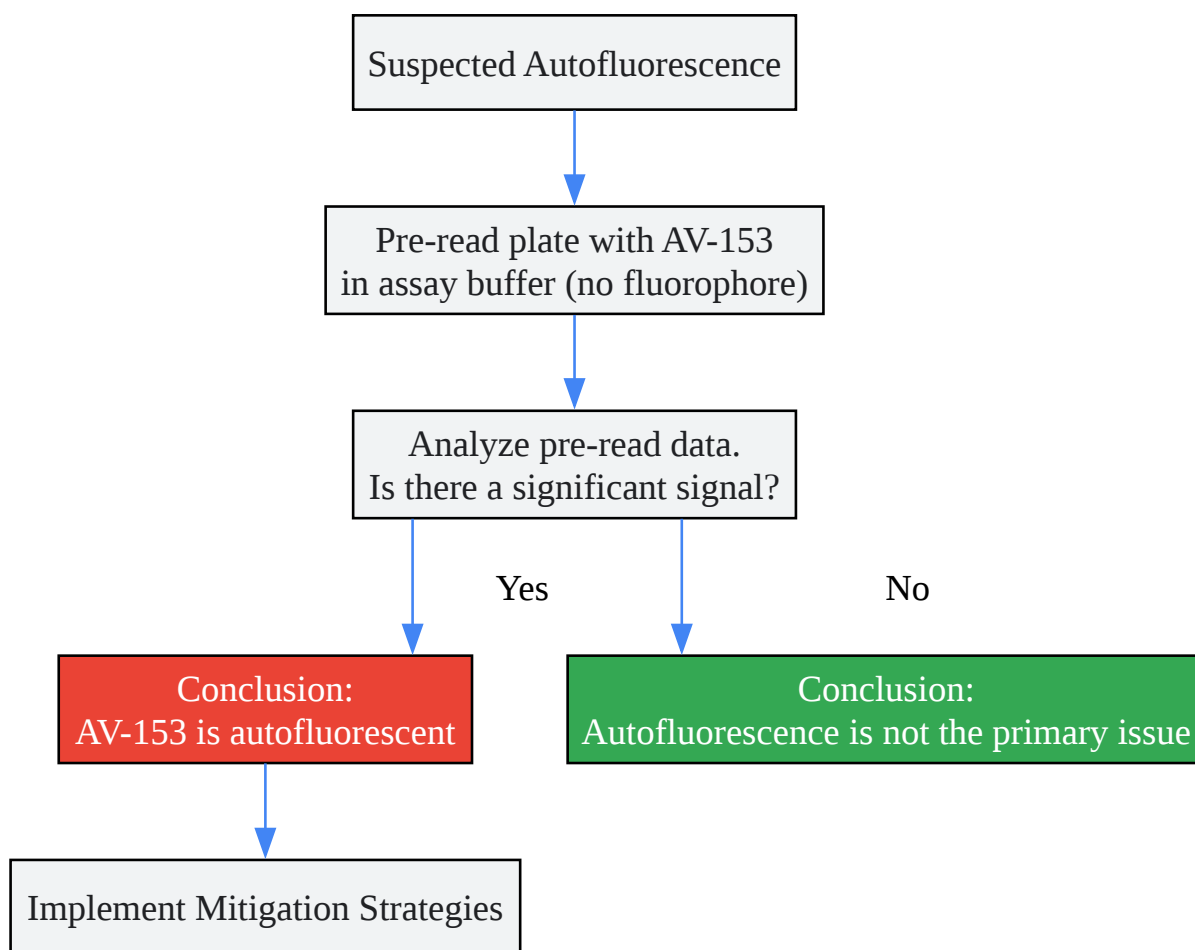 Suspected Autofluorescence
Pre-read plate with AV-153
in assay buffer (no fluorophore)
Analyze pre-read data.
Is there a significant signal?
Yes
No
Conclusion:
AV-153 is autofluorescent
Conclusion:
Autofluorescence is not the primary issue
Implement Mitigation Strategies